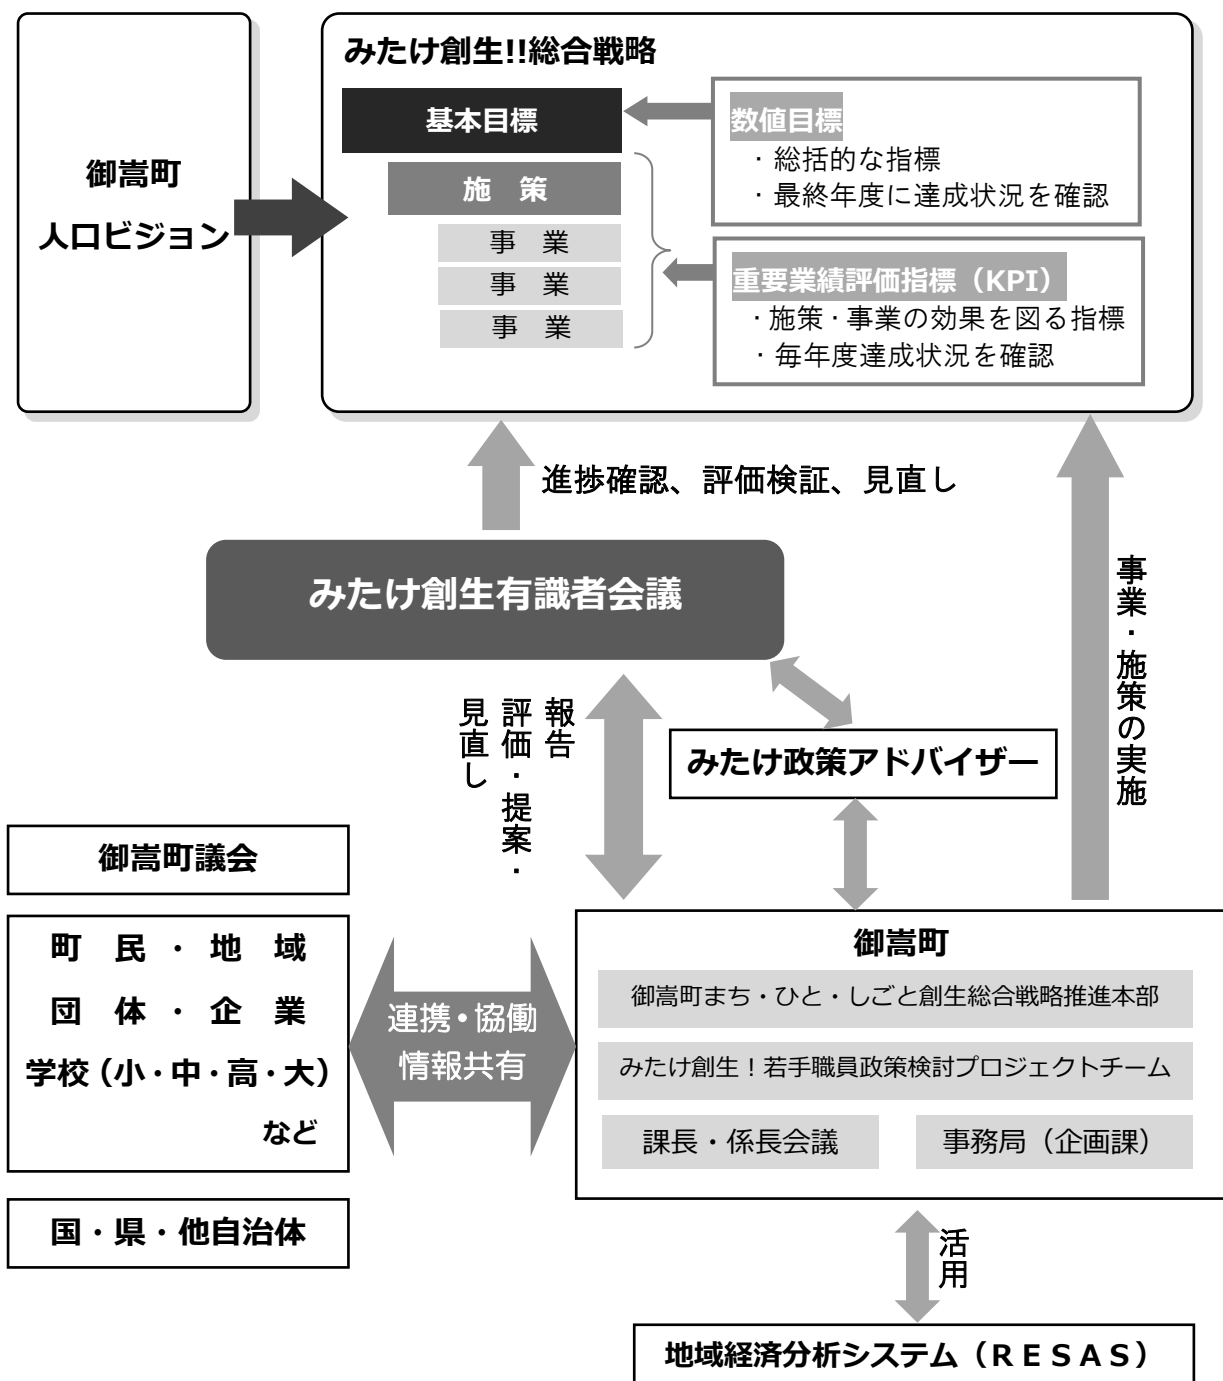 御嵩町
人口ビジョン
みたけ創生!!総合戦略
基本目標
施　策
事　業
事　業
事　業
数値目標
・総括的な指標
・最終年度に達成状況を確認
重要業績評価指標（KPI）
・施策・事業の効果を図る指標
・毎年度達成状況を確認
進捗確認、評価検証、見直し
みたけ創生有識者会議
事業・施策の実施
報告
評価・提案・
見直し
みたけ政策アドバイザー
御嵩町議会
町　民　・　地　域
団　体　・　企　業
学校（小・中・高・大）
など
国・県・他自治体
連携・協働
情報共有
御嵩町
御嵩町まち・ひと・しごと創生総合戦略推進本部
みたけ創生！若手職員政策検討プロジェクトチーム
課長・係長会議
事務局（企画課）
活用
地域経済分析システム（ＲＥＳＡＳ）